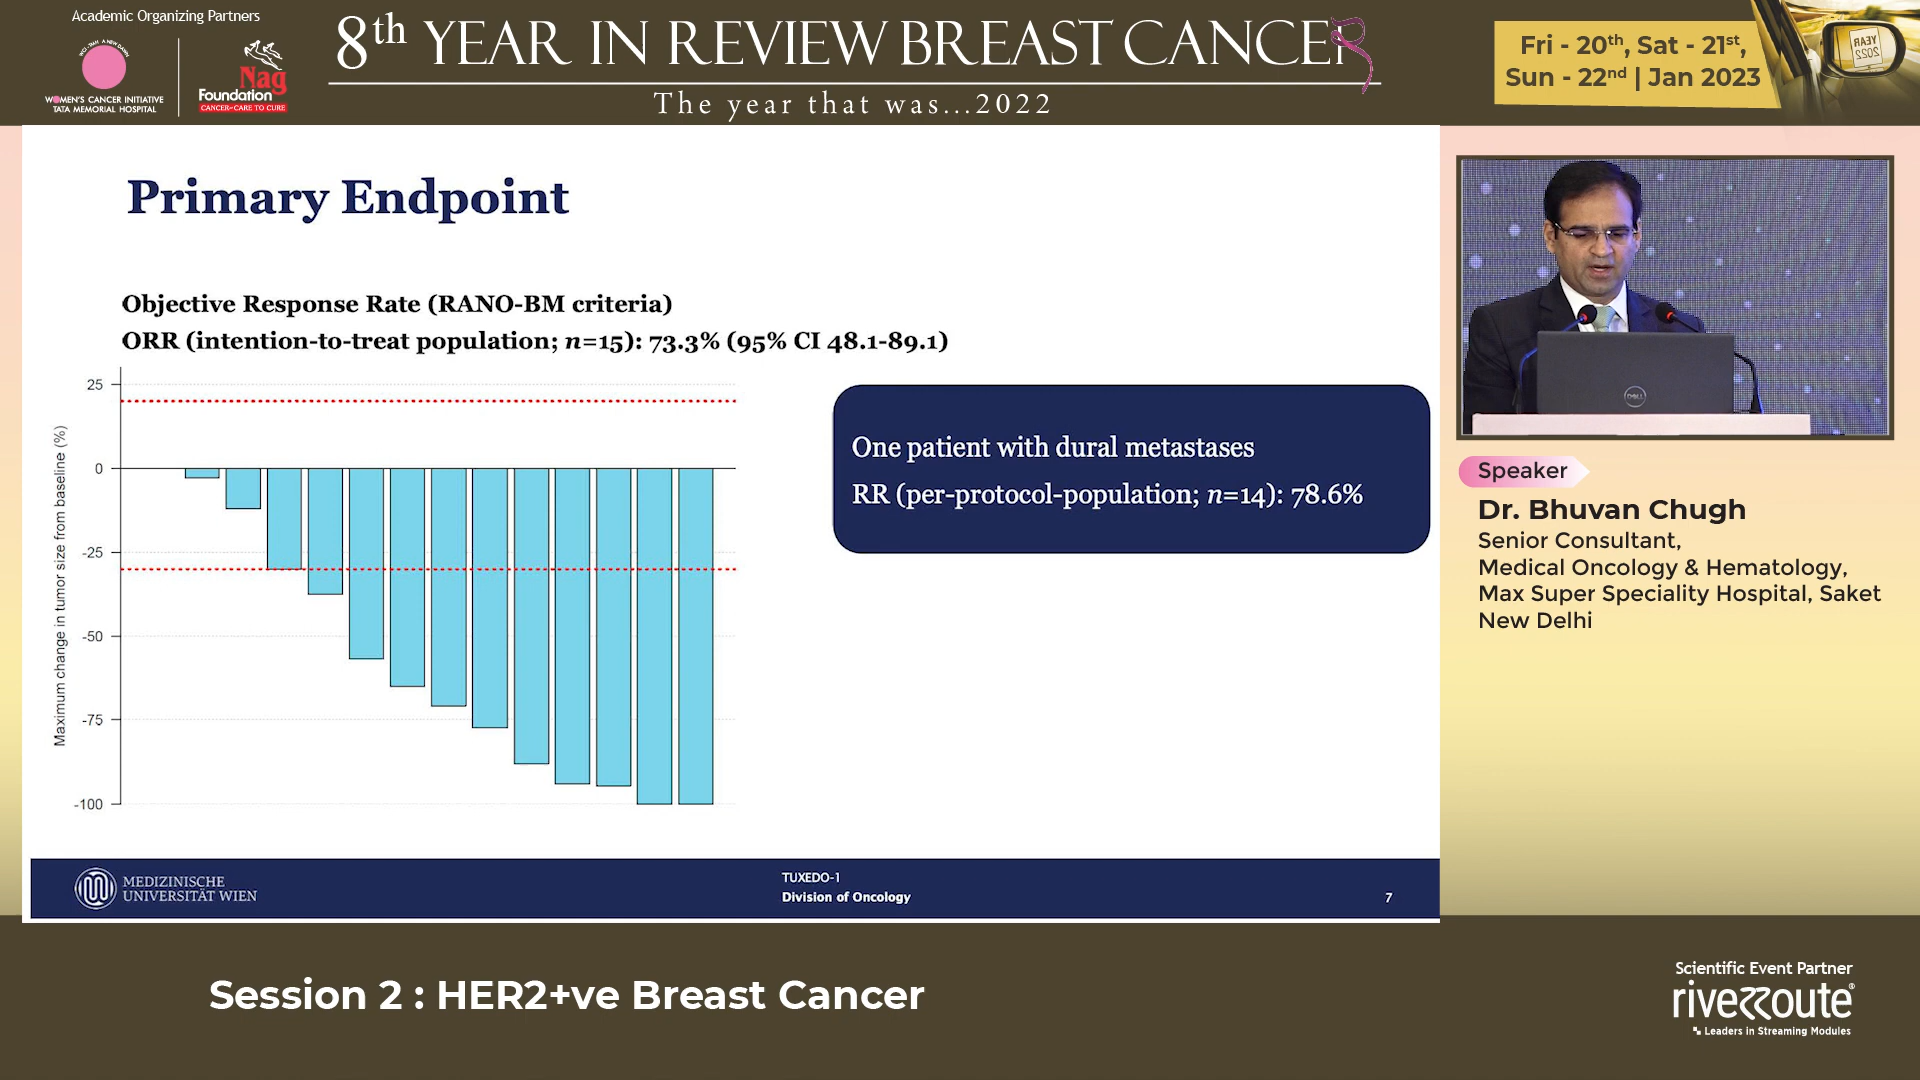 Academic Organizing Partners
WOMEN'S CANCER INITIATIVE
TATA MEMORIAL HOSPITAL
Nag
Foundation
CANCER-CARE TO CURE
8th YEAR IN REVIEW BREAST CANCER
The year that was...2022
Fri - 20th, Sat - 21st,
Sun - 22nd | Jan 2023
YEAR
2022
Primary Endpoint
Objective Response Rate (RANO-BM criteria)
ORR (intention-to-treat population; n=15): 73.3% (95% CI 48.1-89.1)
Maximum change in tumor size from baseline (%)
25
0
-25
-50
-75
-100
One patient with dural metastases
RR (per-protocol-population; n=14): 78.6%
MEDIZINISCHE
UNIVERSITÄT WIEN
TUXEDO-1
Division of Oncology
7
DELL
Speaker
Dr. Bhuvan Chugh
Senior Consultant,
Medical Oncology & Hematology,
Max Super Speciality Hospital, Saket
New Delhi
Session 2 : HER2+ve Breast Cancer
Scientific Event Partner
riverroute®
Leaders in Streaming Modules